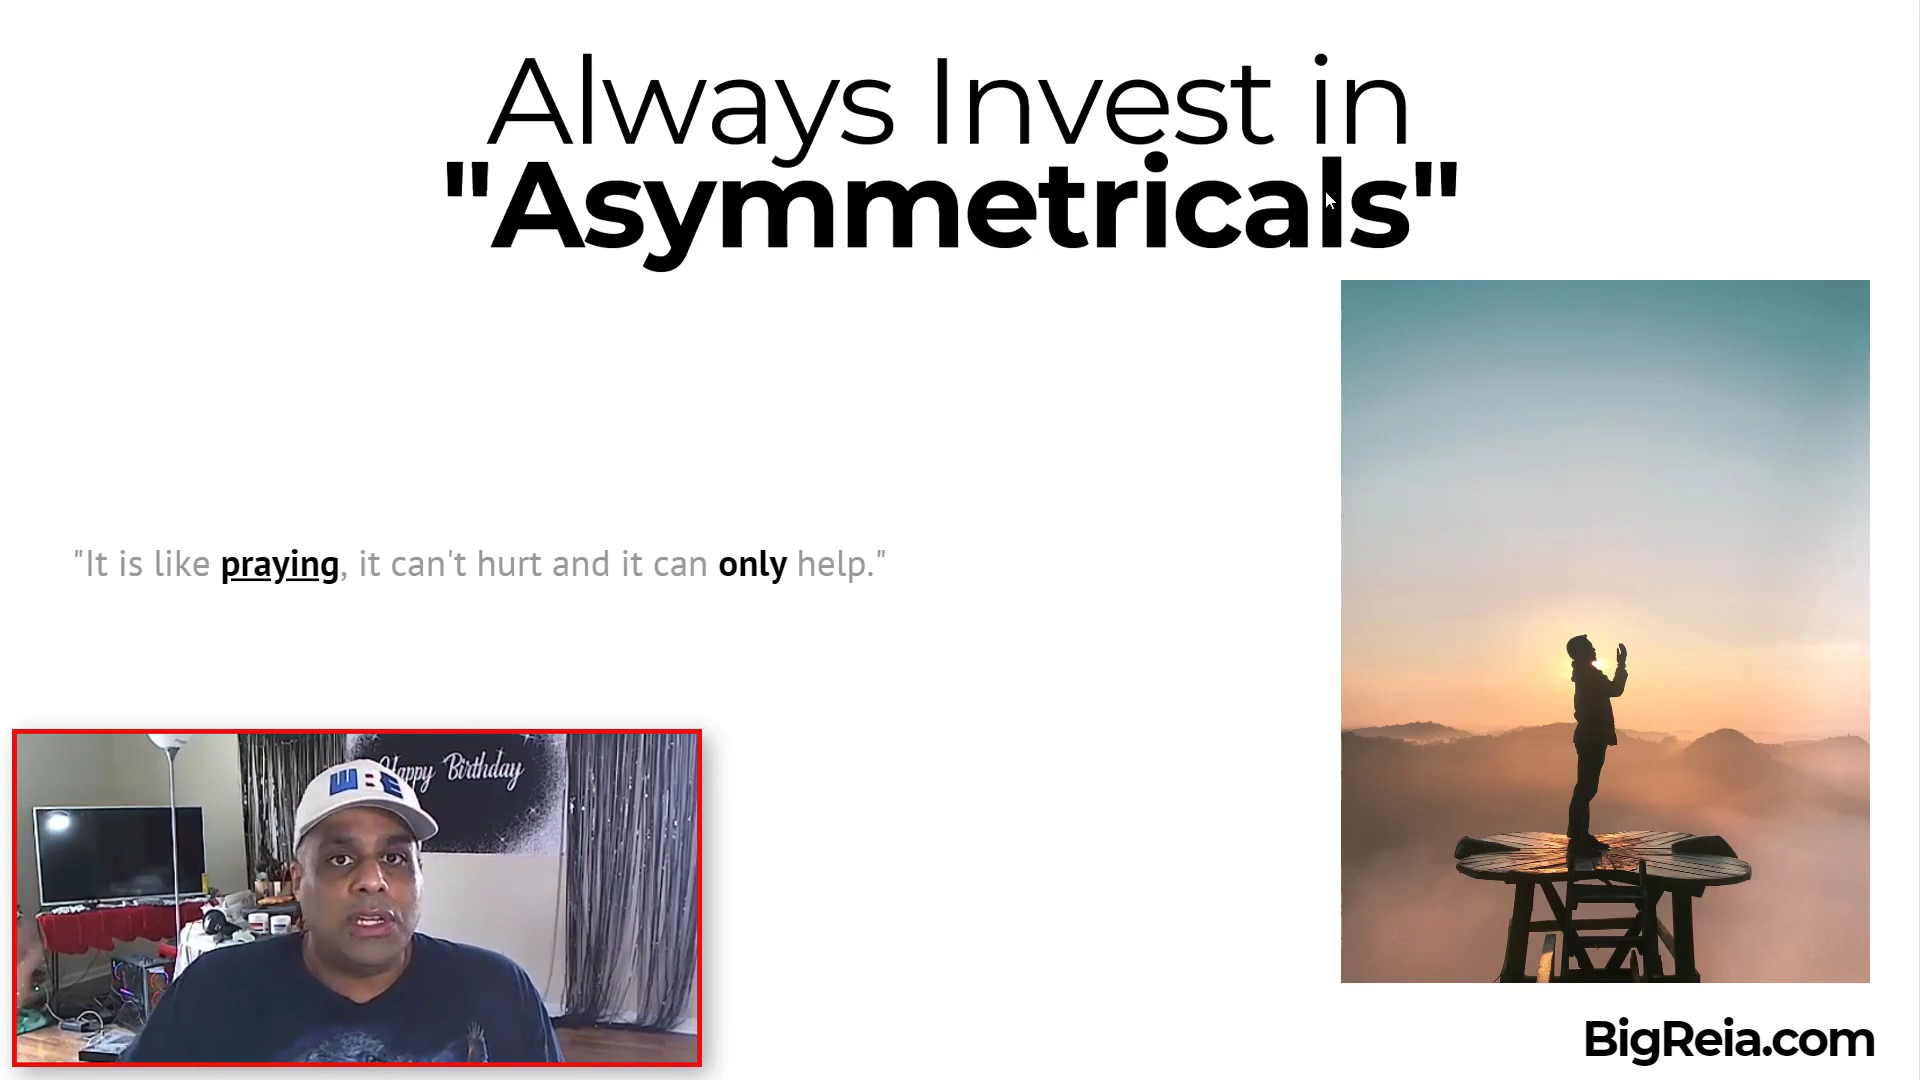 Always Invest in
"Asymmetricals"
"It is like praying, it can't hurt and it can only help."
Happy Birthday
WBE
BigReia.com